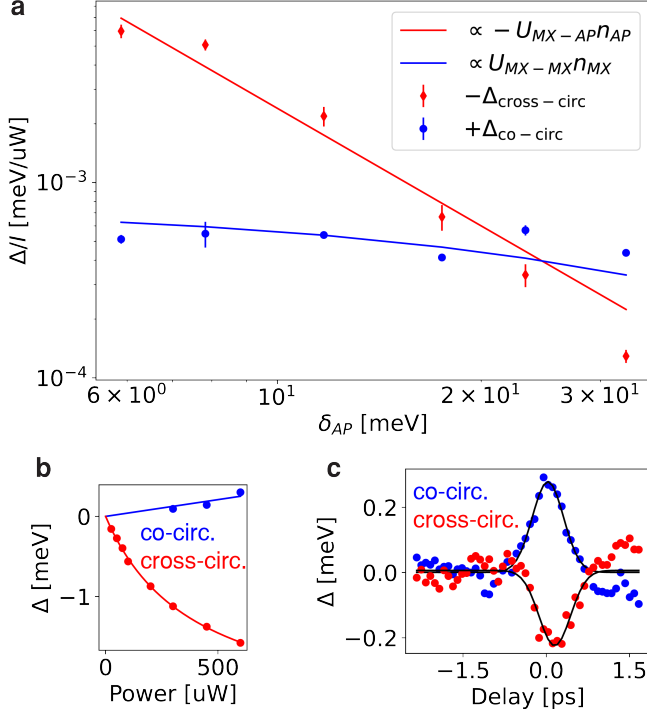 a
∝ − U_{MX−AP}n_{AP}
∝ U_{MX−MX}n_{MX}
−Δ_{cross−circ}
+Δ_{co−circ}
Δ/I [meV/uW]
10^{−3}
10^{−4}
6 × 10^{0} 10^{1} 2 × 10^{1} 3 × 10^{1}
δ_{AP} [meV]
b
Δ [meV]
0
−1
co-circ.
cross-circ.
0 500
Power [uW]
c
Δ [meV]
0.2
0.0
−0.2
co-circ.
cross-circ.
−1.5 0.0 1.5
Delay [ps]